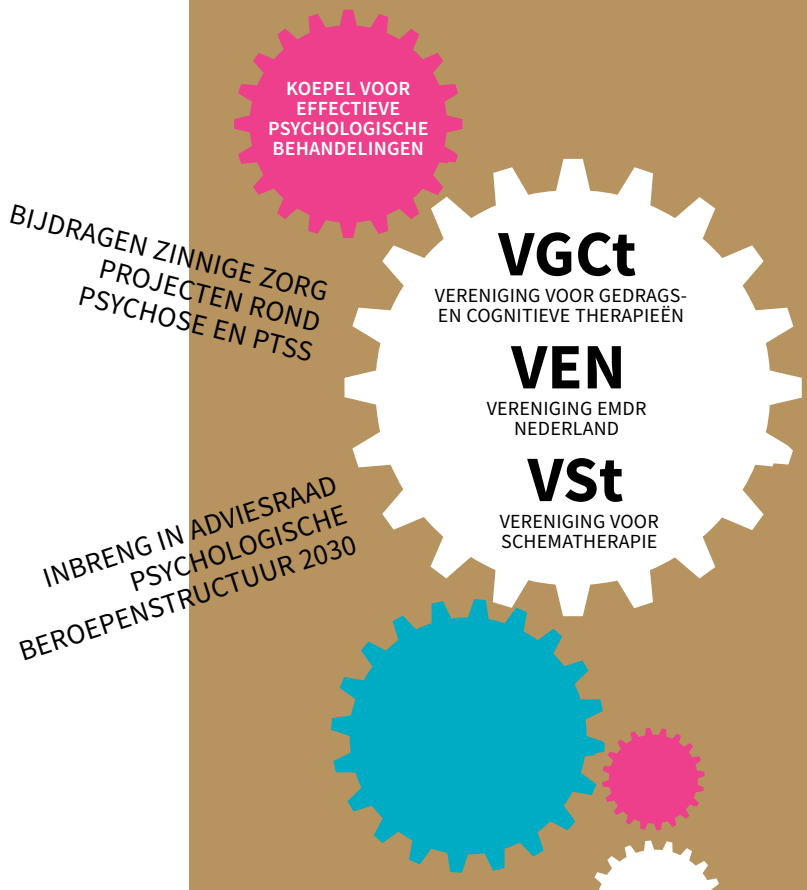 KOEPEL VOOR
EFFECTIEVE
PSYCHOLOGISCHE
BEHANDELINGEN
BIJDRAGEN ZINNIGE ZORG
PROJECTEN ROND
PSYCHOSE EN PTSS
VGCt
VERENIGING VOOR GEDRAGS-
EN COGNITIEVE THERAPIEËN
VEN
VERENIGING EMDR
NEDERLAND
VSt
VERENIGING VOOR
SCHEMATHERAPIE
INBRENG IN ADVIESRAAD
PSYCHOLOGISCHE
BEROEPENSTRUCTUUR 2030